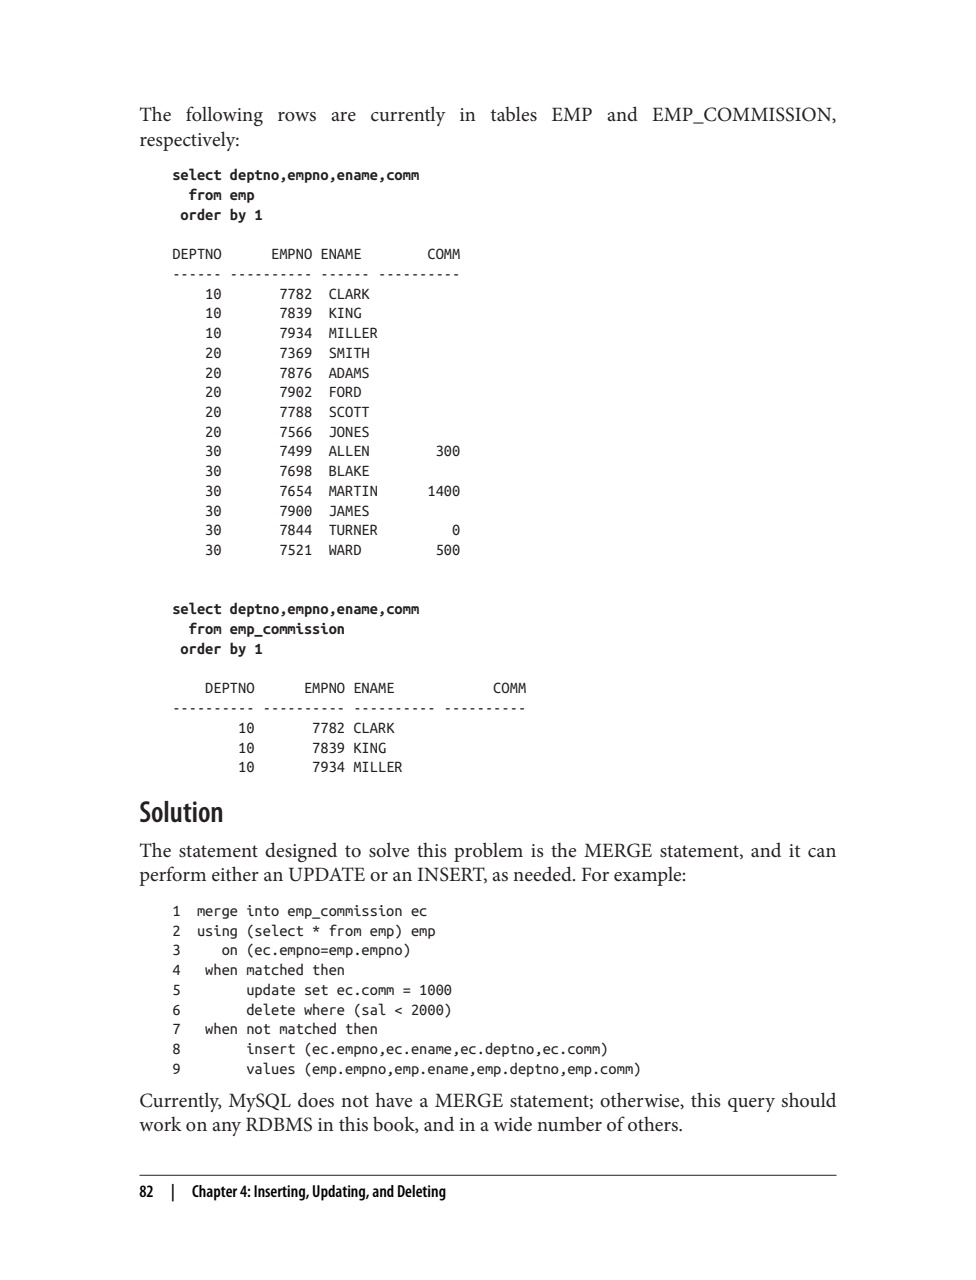 The following rows are currently in tables EMP and EMP_COMMISSION,
respectively:
select deptno,empno,ename,comm
  from emp
 order by 1
DEPTNO      EMPNO ENAME        COMM
------ ---------- ------ ----------
    10       7782  CLARK
    10       7839  KING
    10       7934  MILLER
    20       7369  SMITH
    20       7876  ADAMS
    20       7902  FORD
    20       7788  SCOTT
    20       7566  JONES
    30       7499  ALLEN        300
    30       7698  BLAKE
    30       7654  MARTIN      1400
    30       7900  JAMES
    30       7844  TURNER         0
    30       7521  WARD         500
select deptno,empno,ename,comm
  from emp_commission
 order by 1
    DEPTNO      EMPNO ENAME            COMM
---------- ---------- ---------- ----------
        10       7782 CLARK
        10       7839 KING
        10       7934 MILLER
Solution
The statement designed to solve this problem is the MERGE statement, and it can
perform either an UPDATE or an INSERT, as needed. For example:
1  merge into emp_commission ec
2  using (select * from emp) emp
3     on (ec.empno=emp.empno)
4   when matched then
5        update set ec.comm = 1000
6        delete where (sal < 2000)
7   when not matched then
8        insert (ec.empno,ec.ename,ec.deptno,ec.comm)
9        values (emp.empno,emp.ename,emp.deptno,emp.comm)
Currently, MySQL does not have a MERGE statement; otherwise, this query should
work on any RDBMS in this book, and in a wide number of others.
82 | Chapter 4: Inserting, Updating, and Deleting